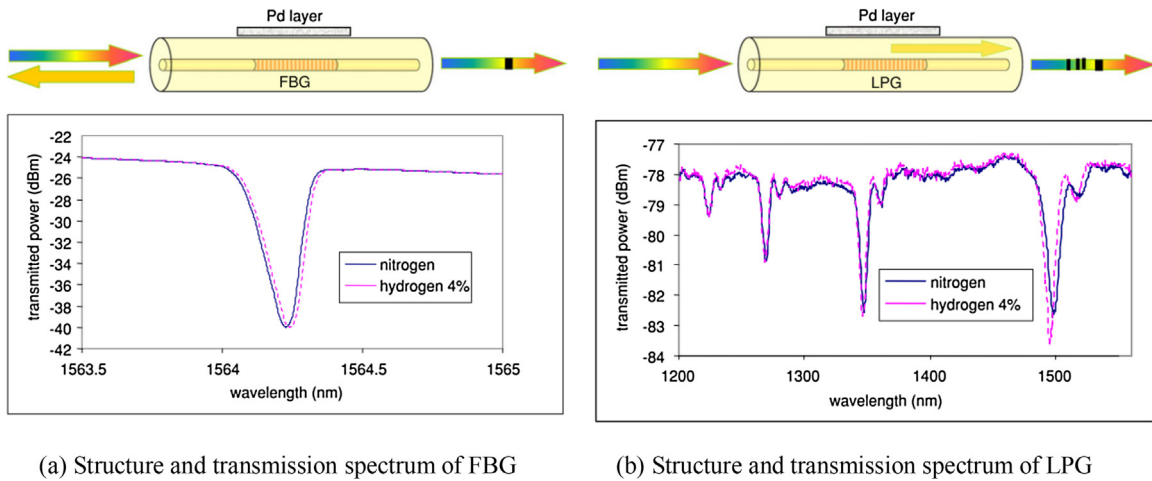 Pd layer
FBG
-22
-24
-26
-28
-30
-32
-34
-36
-38
-40
-42
transmitted power (dBm)
nitrogen
hydrogen 4%
1563.5
1564
1564.5
1565
wavelength (nm)
(a) Structure and transmission spectrum of FBG
Pd layer
LPG
-77
-78
-79
-80
-81
-82
-83
-84
transmitted power (dBm)
nitrogen
hydrogen 4%
1200
1300
1400
1500
wavelength (nm)
(b) Structure and transmission spectrum of LPG